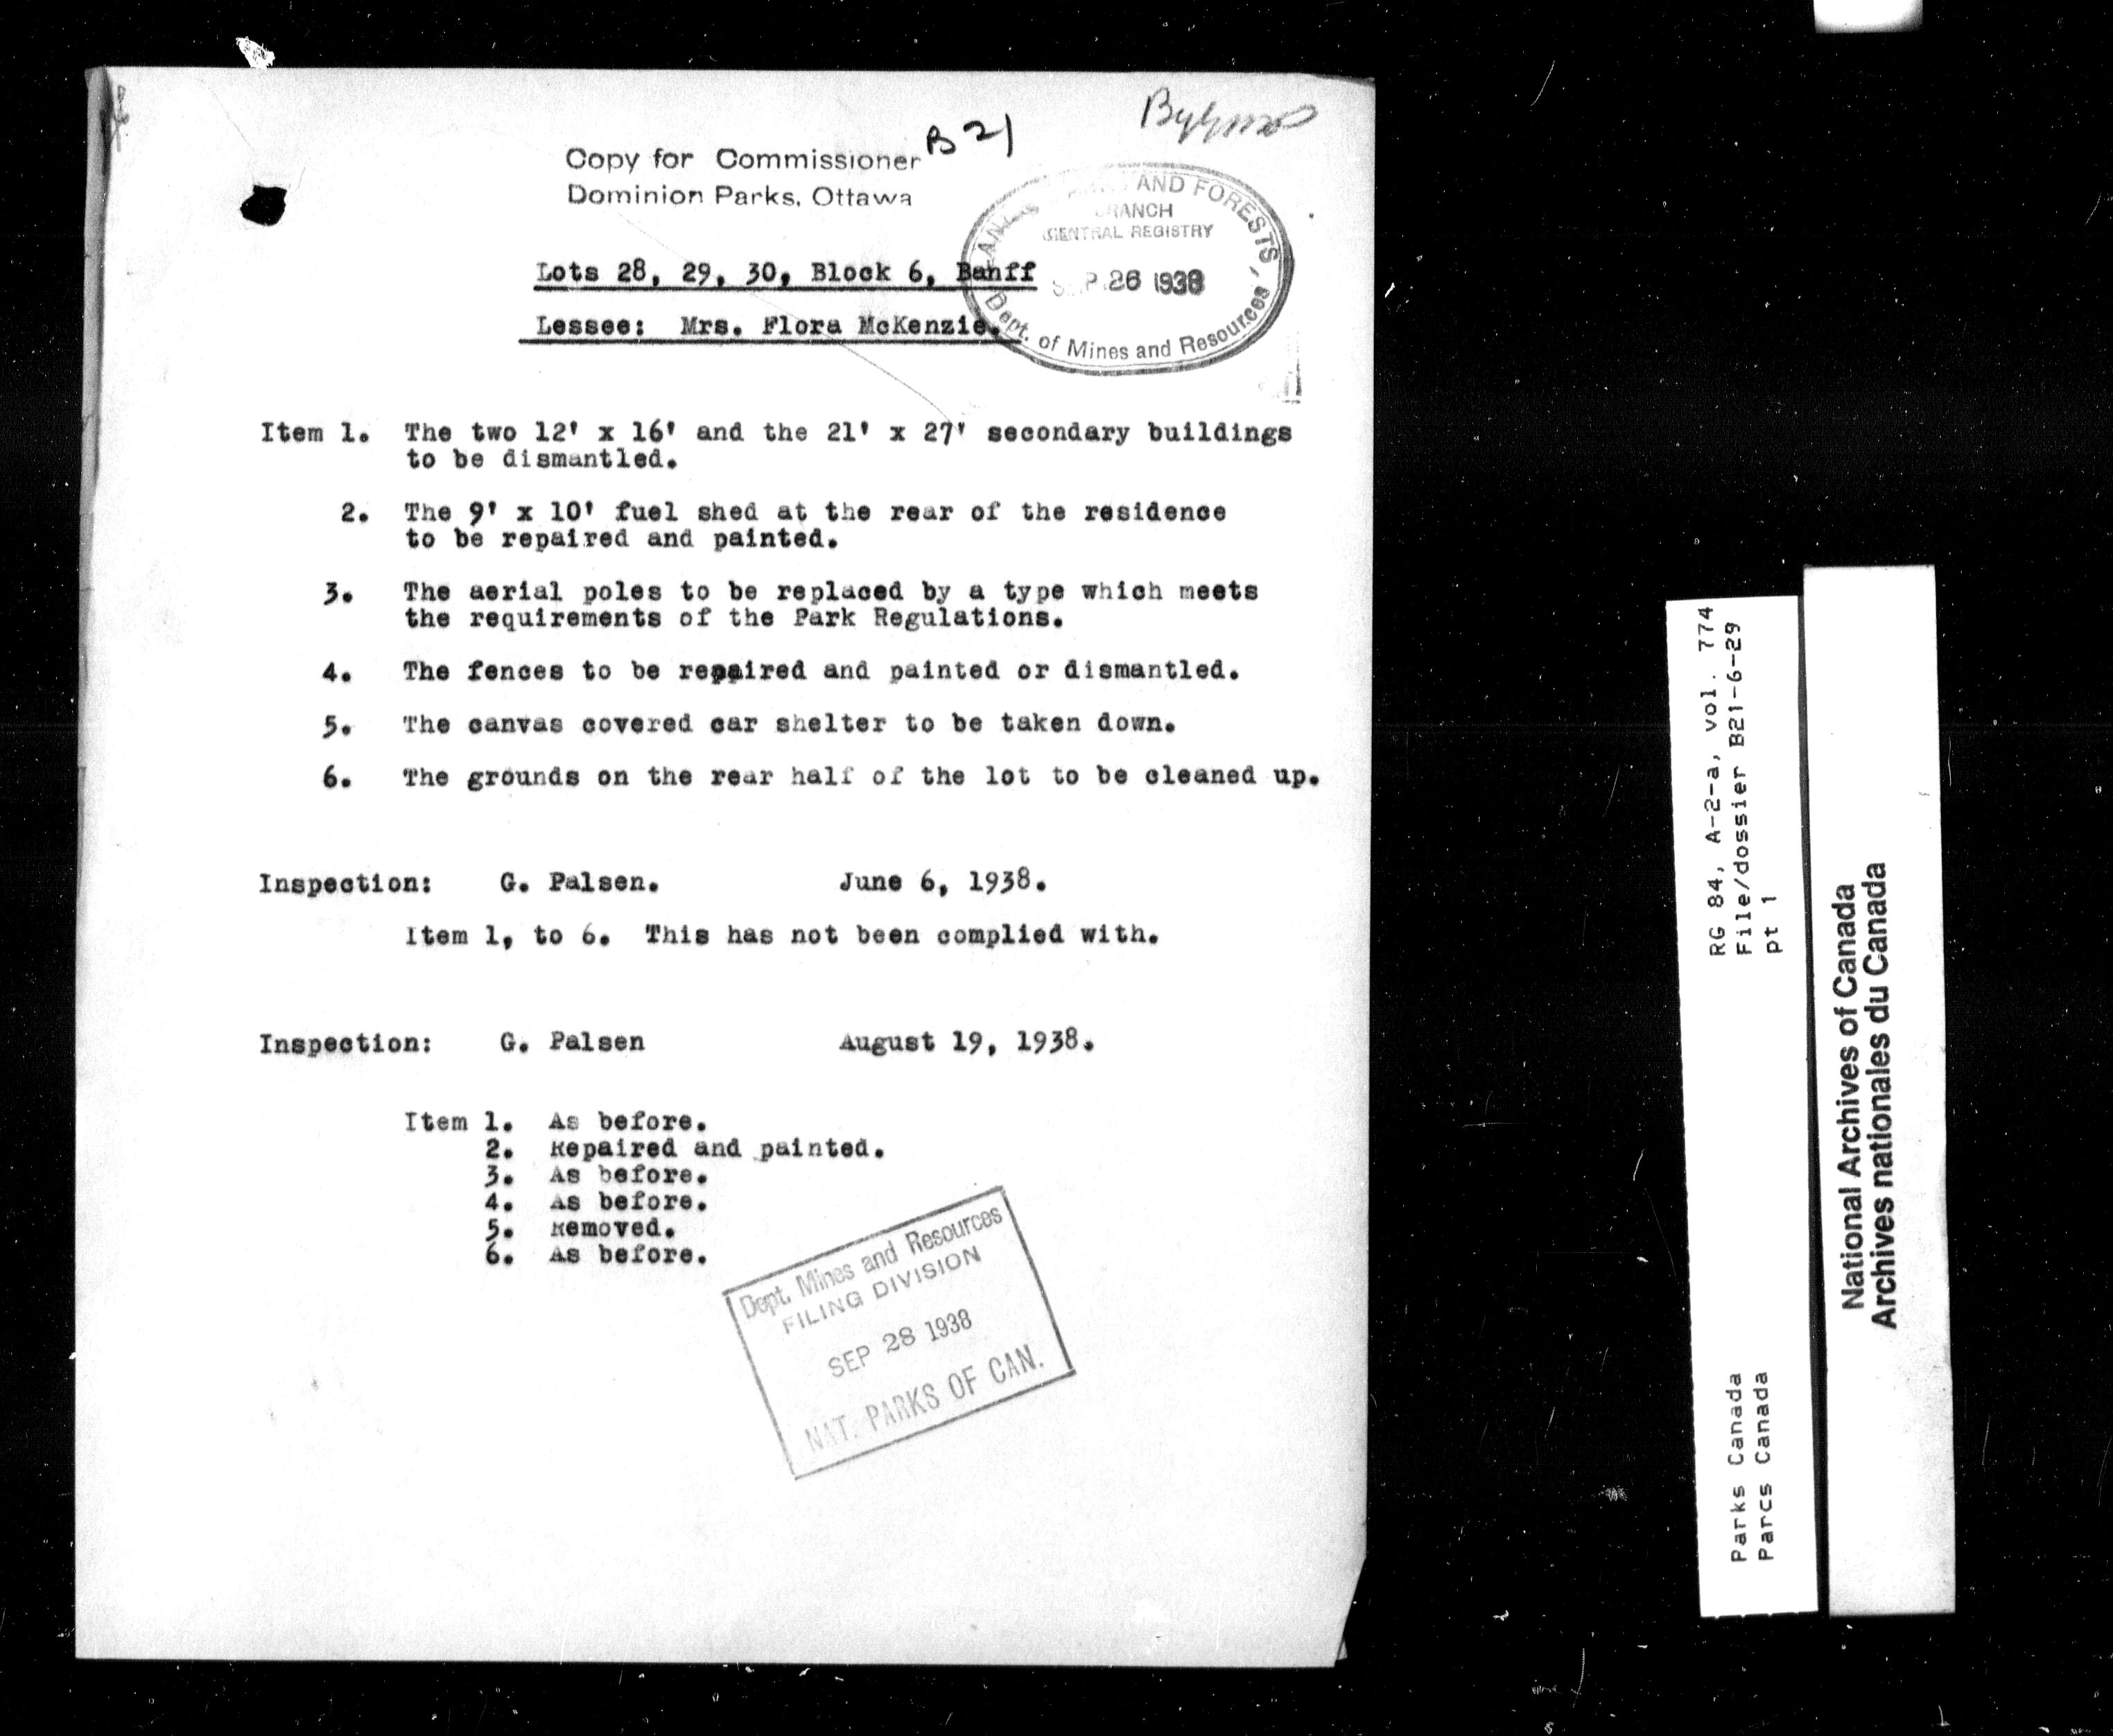 B 21
Copy for Commissioner
Dominion Parks, Ottawa
AND FORESTS,
BRANCH
CENTRAL REGISTRY
SEP 26 1938
Dept. of Mines and Resources
Lots 28, 29, 30, Block 6, Banff
Lessee: Mrs. Flora McKenzie.
Item 1. The two 12' x 16' and the 21' x 27' secondary buildings
to be dismantled.
2. The 9' x 10' fuel shed at the rear of the residence
to be repaired and painted.
3. The aerial poles to be replaced by a type which meets
the requirements of the Park Regulations.
4. The fences to be repaired and painted or dismantled.
5. The canvas covered car shelter to be taken down.
6. The grounds on the rear half of the lot to be cleaned up.
Inspection: G. Palsen. June 6, 1938.
Item 1, to 6. This has not been complied with.
Inspection: G. Palsen August 19, 1938.
Item 1. As before.
2. Repaired and painted.
3. As before.
4. As before.
5. Removed.
6. As before.
Dept. Mines and Resources
FILING DIVISION
SEP 28 1938
NAT. PARKS OF CAN.
RG 84, A-2-a, vol. 774
File/dossier B21-6-29
pt 1
Parks Canada
Parcs Canada
National Archives of Canada
Archives nationales du Canada